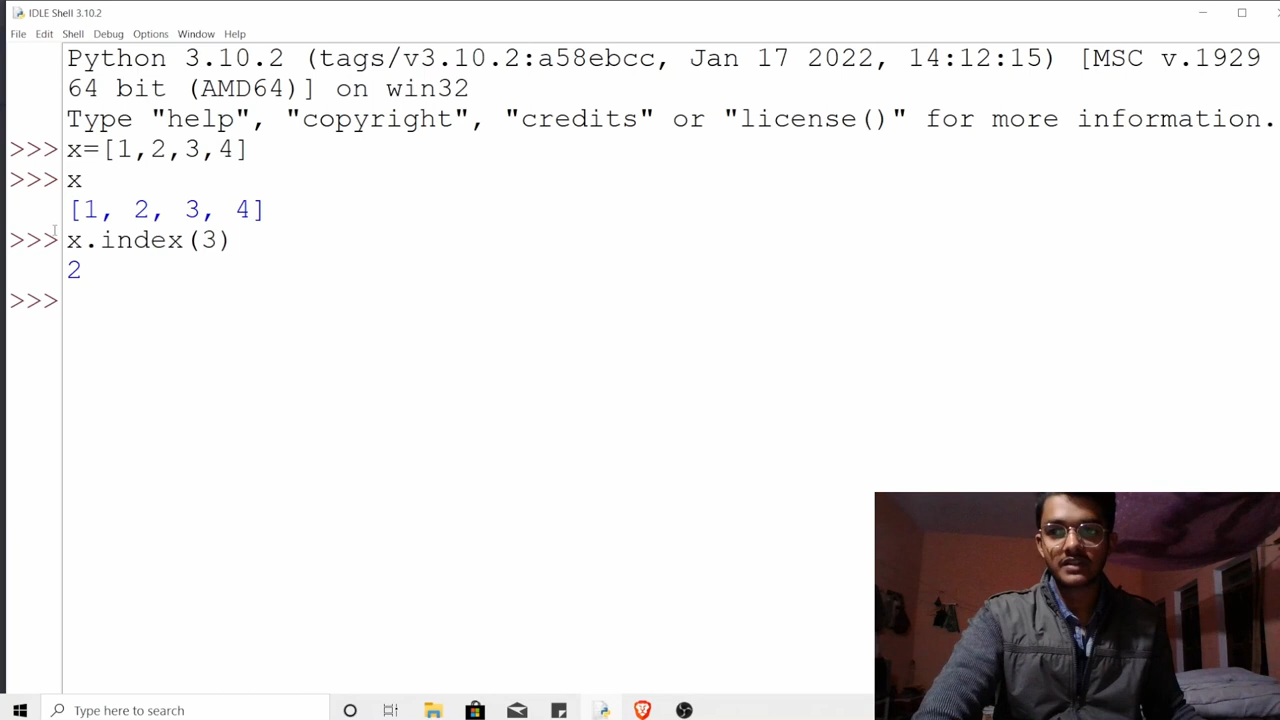 IDLE Shell 3.10.2
File Edit Shell Debug Options Window Help
Python 3.10.2 (tags/v3.10.2:a58ebcc, Jan 17 2022, 14:12:15) [MSC v.1929
64 bit (AMD64)] on win32
Type "help", "copyright", "credits" or "license()" for more information.
>>> x=[1,2,3,4]
>>> x
[1, 2, 3, 4]
>>> x.index(3)
2
>>>
Type here to search